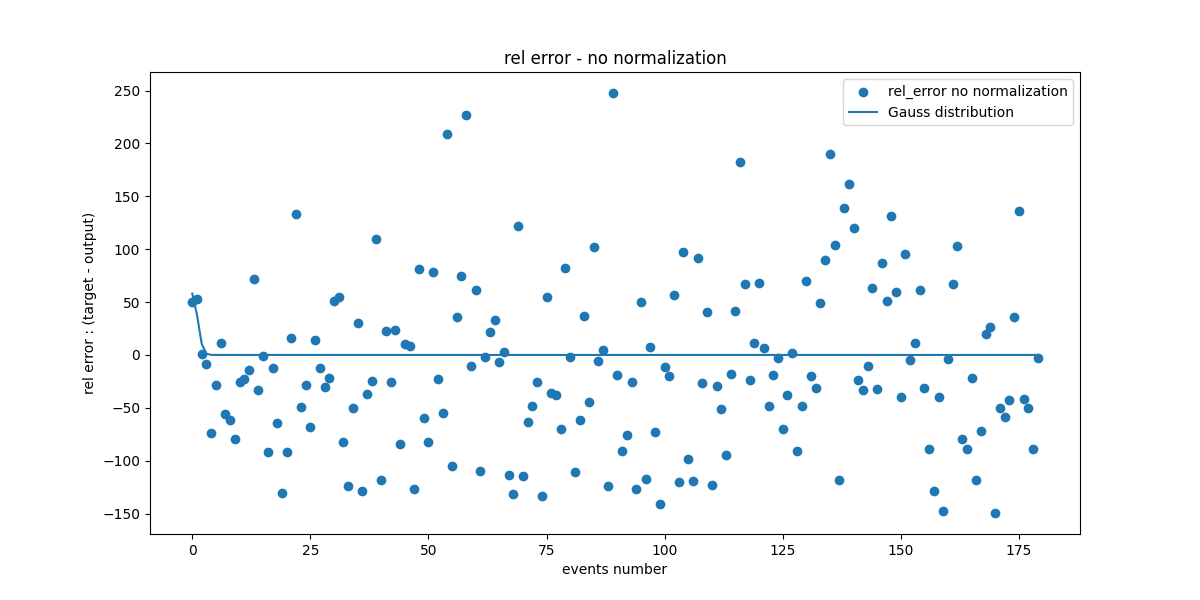 rel error - no normalization
rel_error no normalization
Gauss distribution
250
200
150
100
50
0
−50
−100
−150
rel error : (target - output)
0 25 50 75 100 125 150 175
events number